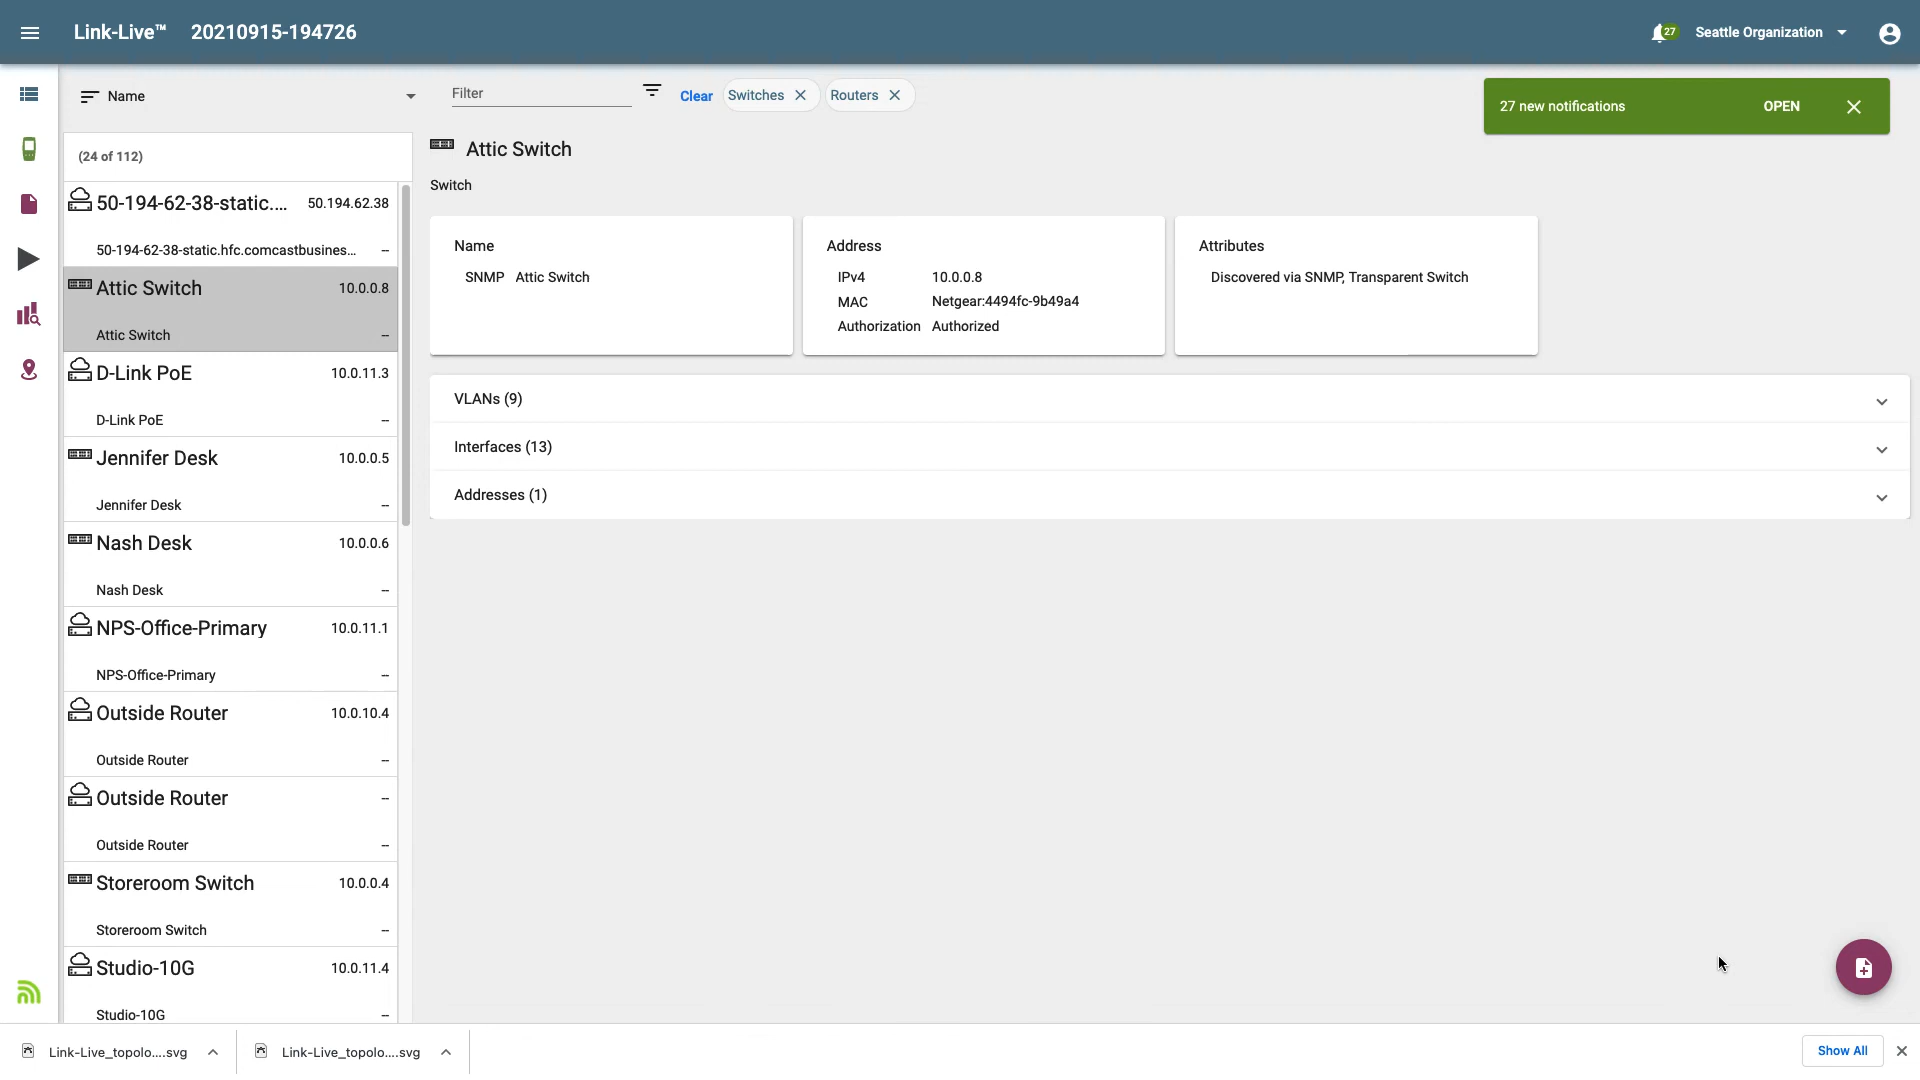 Link-Live™ 20210915-194726
27
Seattle Organization
Name
Filter
Clear
Switches
Routers
27 new notifications
OPEN
(24 of 112)
50-194-62-38-static.... 50.194.62.38
50-194-62-38-static.hfc.comcastbusines... --
Attic Switch 10.0.0.8
Attic Switch --
D-Link PoE 10.0.11.3
D-Link PoE --
Jennifer Desk 10.0.0.5
Jennifer Desk --
Nash Desk 10.0.0.6
Nash Desk --
NPS-Office-Primary 10.0.11.1
NPS-Office-Primary --
Outside Router 10.0.10.4
Outside Router --
Outside Router --
Outside Router --
Storeroom Switch 10.0.0.4
Storeroom Switch --
Studio-10G 10.0.11.4
Studio-10G --
Attic Switch
Switch
Name
SNMP Attic Switch
Address
IPv4 10.0.0.8
MAC Netgear:4494fc-9b49a4
Authorization Authorized
Attributes
Discovered via SNMP, Transparent Switch
VLANs (9)
Interfaces (13)
Addresses (1)
Link-Live_topolo....svg
Link-Live_topolo....svg
Show All